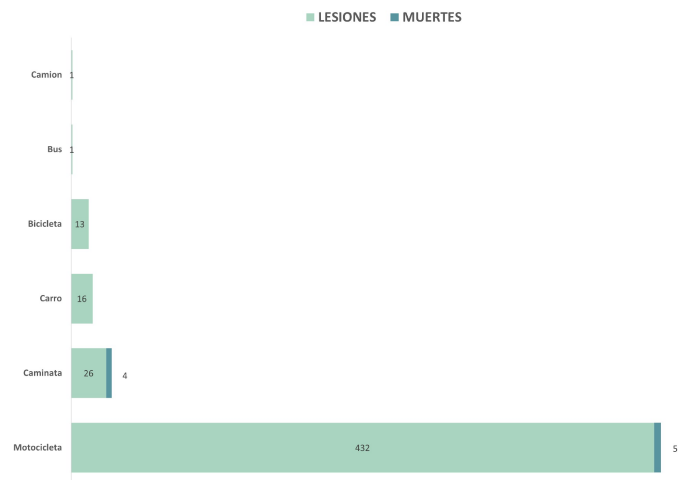 LESIONES MUERTES
Camion 1
Bus 1
Bicicleta 13
Carro 16
Caminata 26 4
Motocicleta 432 5